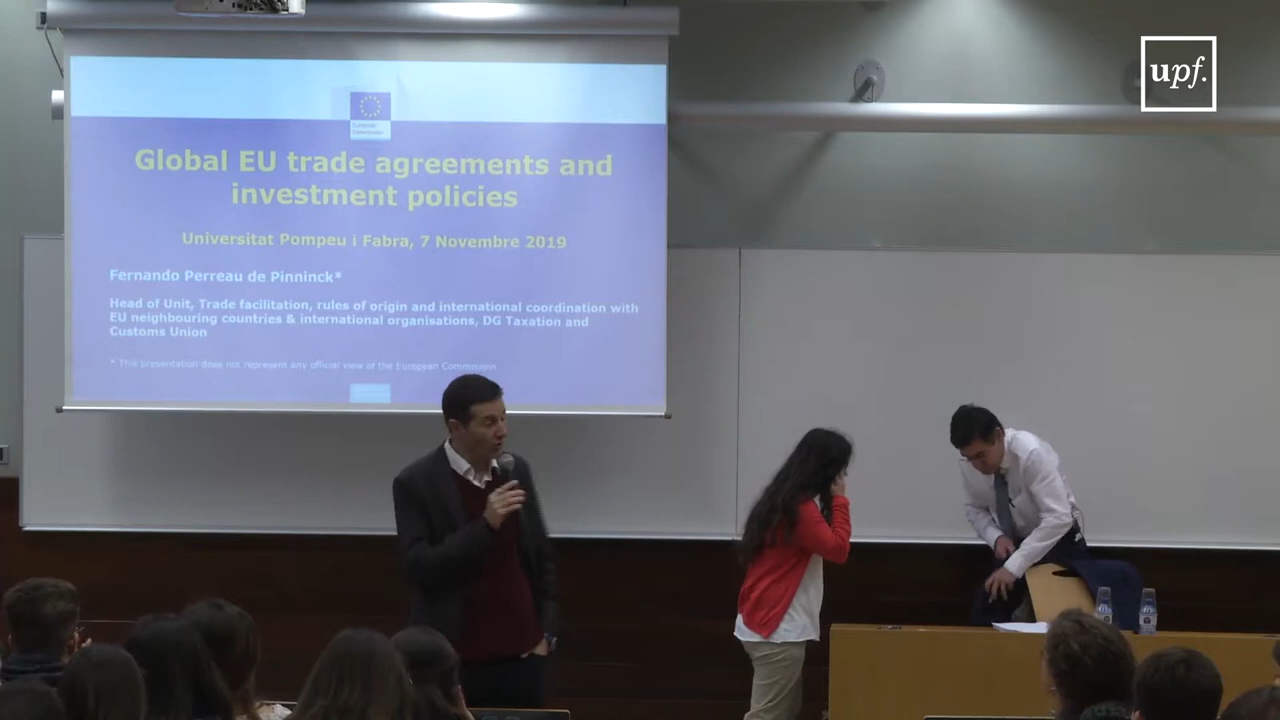 European
Commission
Global EU trade agreements and
investment policies
Universitat Pompeu i Fabra, 7 Novembre 2019
Fernando Perreau de Pinninck*
Head of Unit, Trade facilitation, rules of origin and international coordination with
EU neighbouring countries & international organisations, DG Taxation and
Customs Union
* This presentation does not represent any official view of the European Commission
upf.